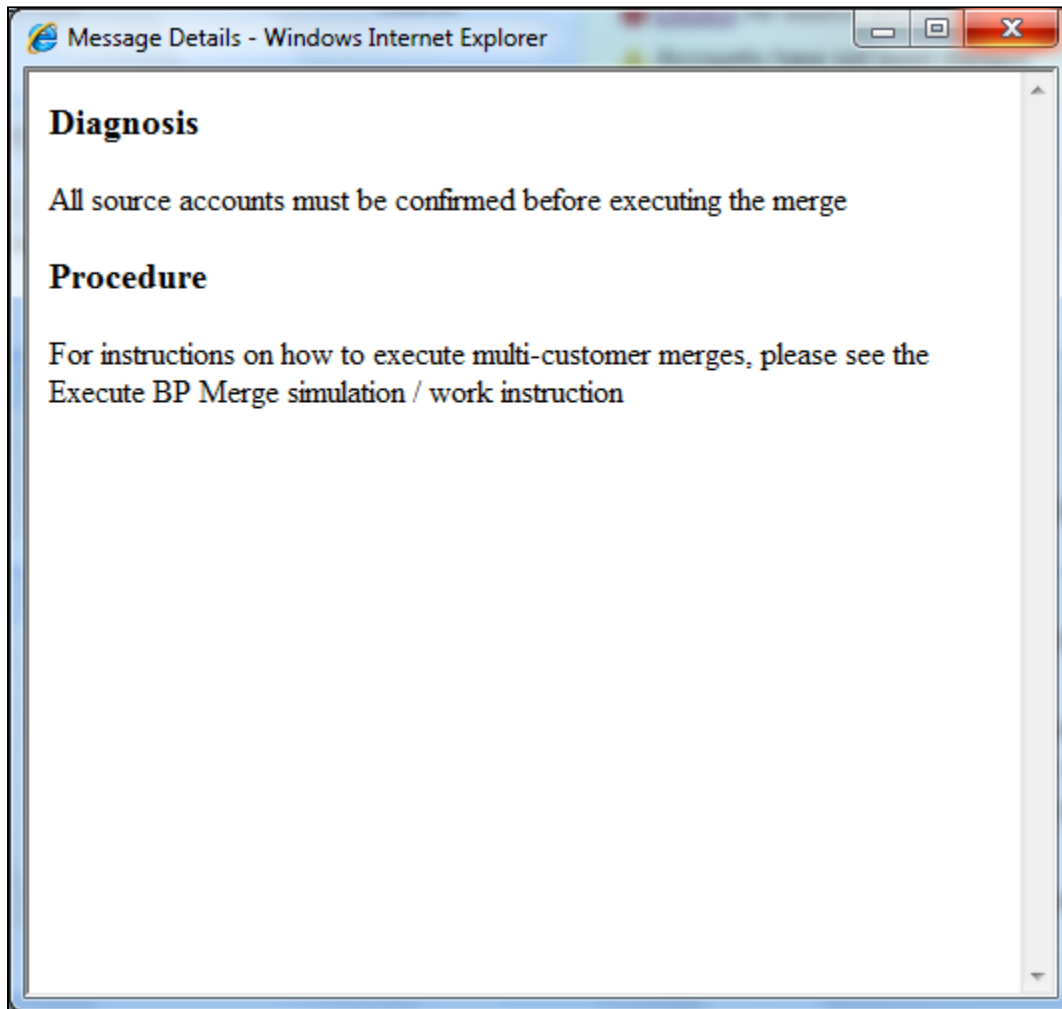 Message Details - Windows Internet Explorer
Diagnosis
All source accounts must be confirmed before executing the merge
Procedure
For instructions on how to execute multi-customer merges, please see the
Execute BP Merge simulation / work instruction